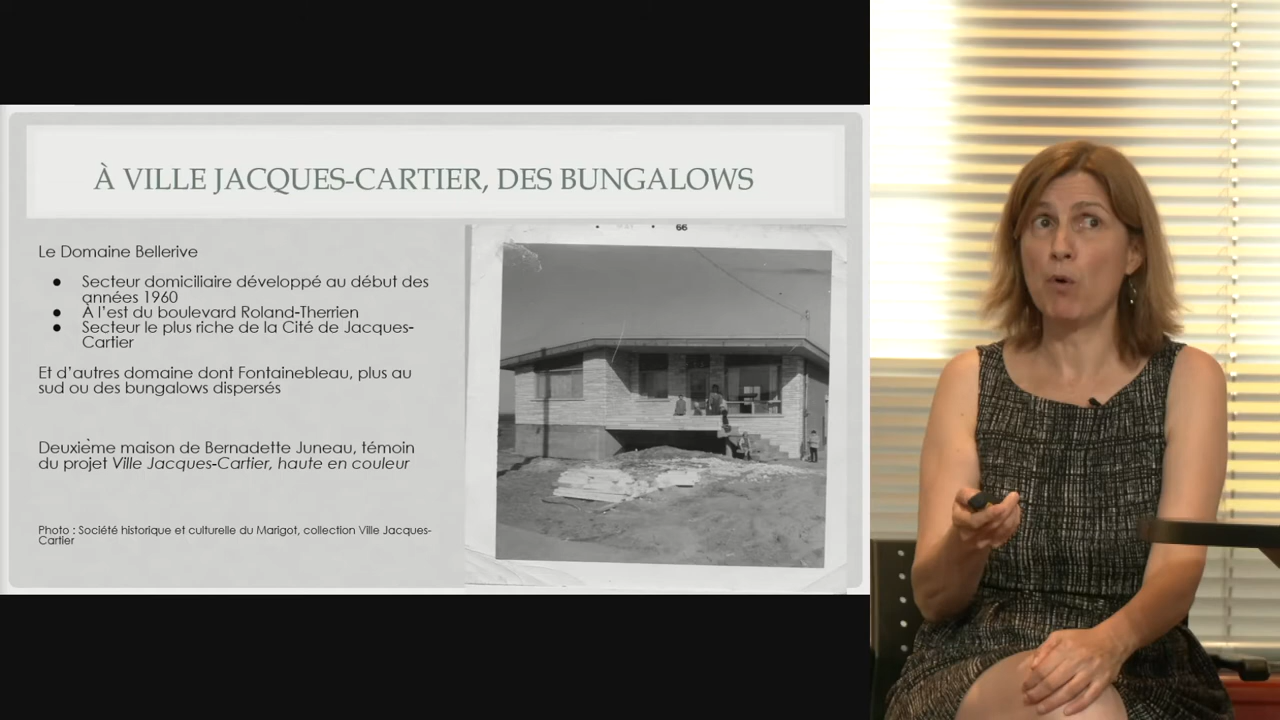 À VILLE JACQUES-CARTIER, DES BUNGALOWS
Le Domaine Bellerive
● Secteur domiciliaire développé au début des
années 1960
● À l'est du boulevard Roland-Therrien
● Secteur le plus riche de la Cité de Jacques-
Cartier
Et d'autres domaine dont Fontainebleau, plus au
sud ou des bungalows dispersés
Deuxième maison de Bernadette Juneau, témoin
du projet Ville Jacques-Cartier, haute en couleur
Photo : Société historique et culturelle du Marigot, collection Ville Jacques-
Cartier
66